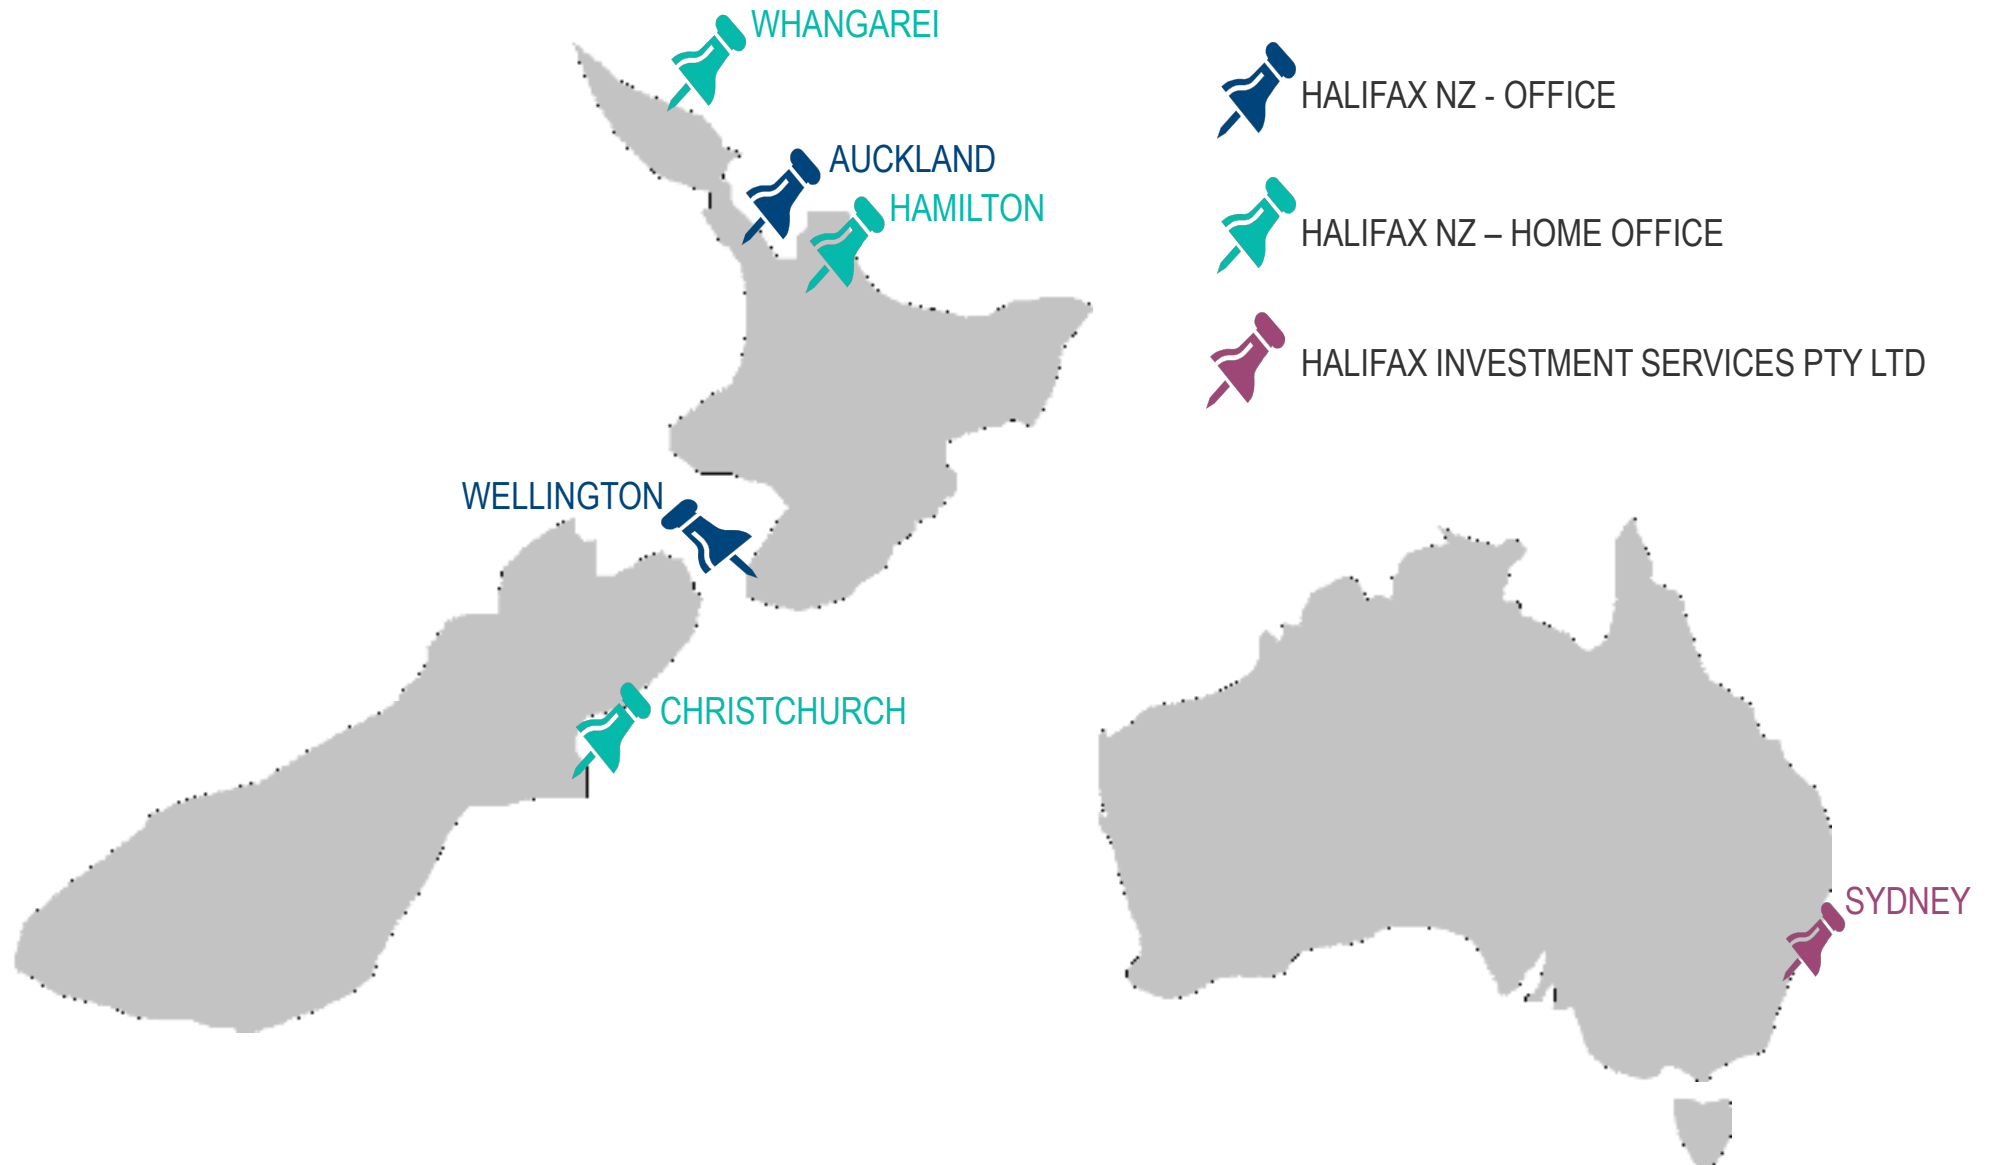 WHANGAREI
HALIFAX NZ - OFFICE
AUCKLAND
HAMILTON
HALIFAX NZ – HOME OFFICE
HALIFAX INVESTMENT SERVICES PTY LTD
WELLINGTON
CHRISTCHURCH
SYDNEY